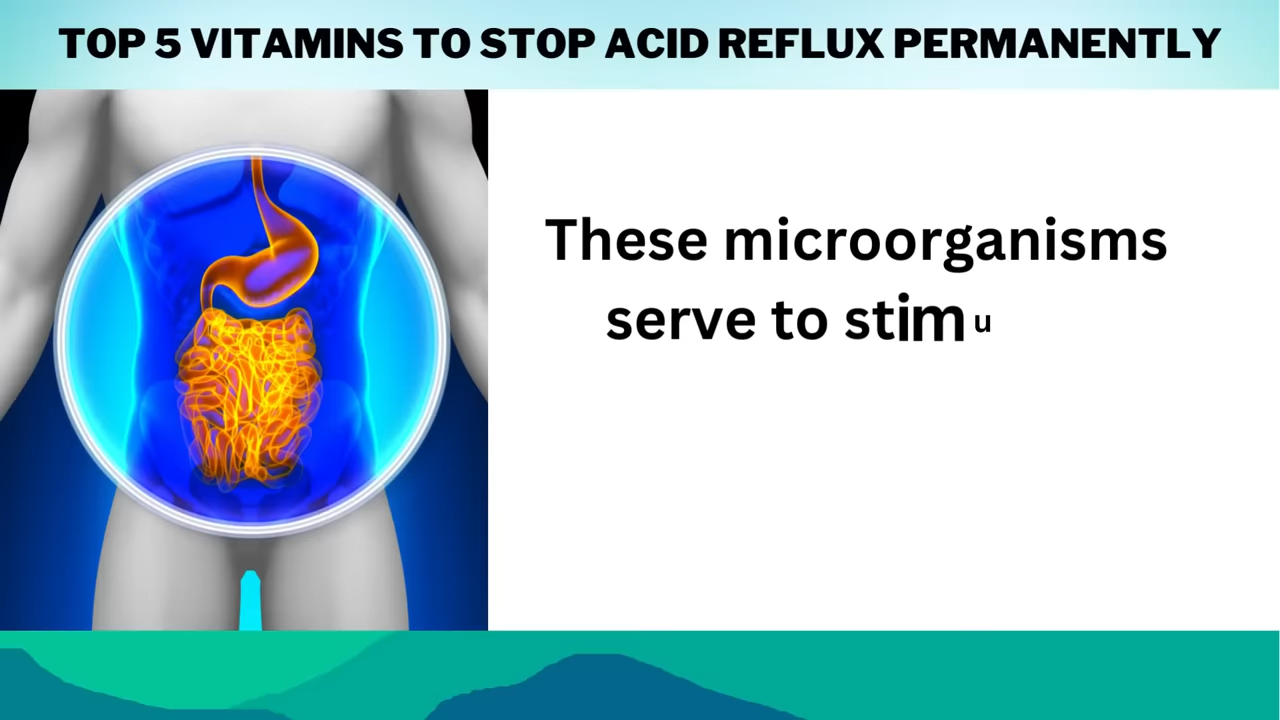 TOP 5 VITAMINS TO STOP ACID REFLUX PERMANENTLY
These microorganisms
serve to stimu